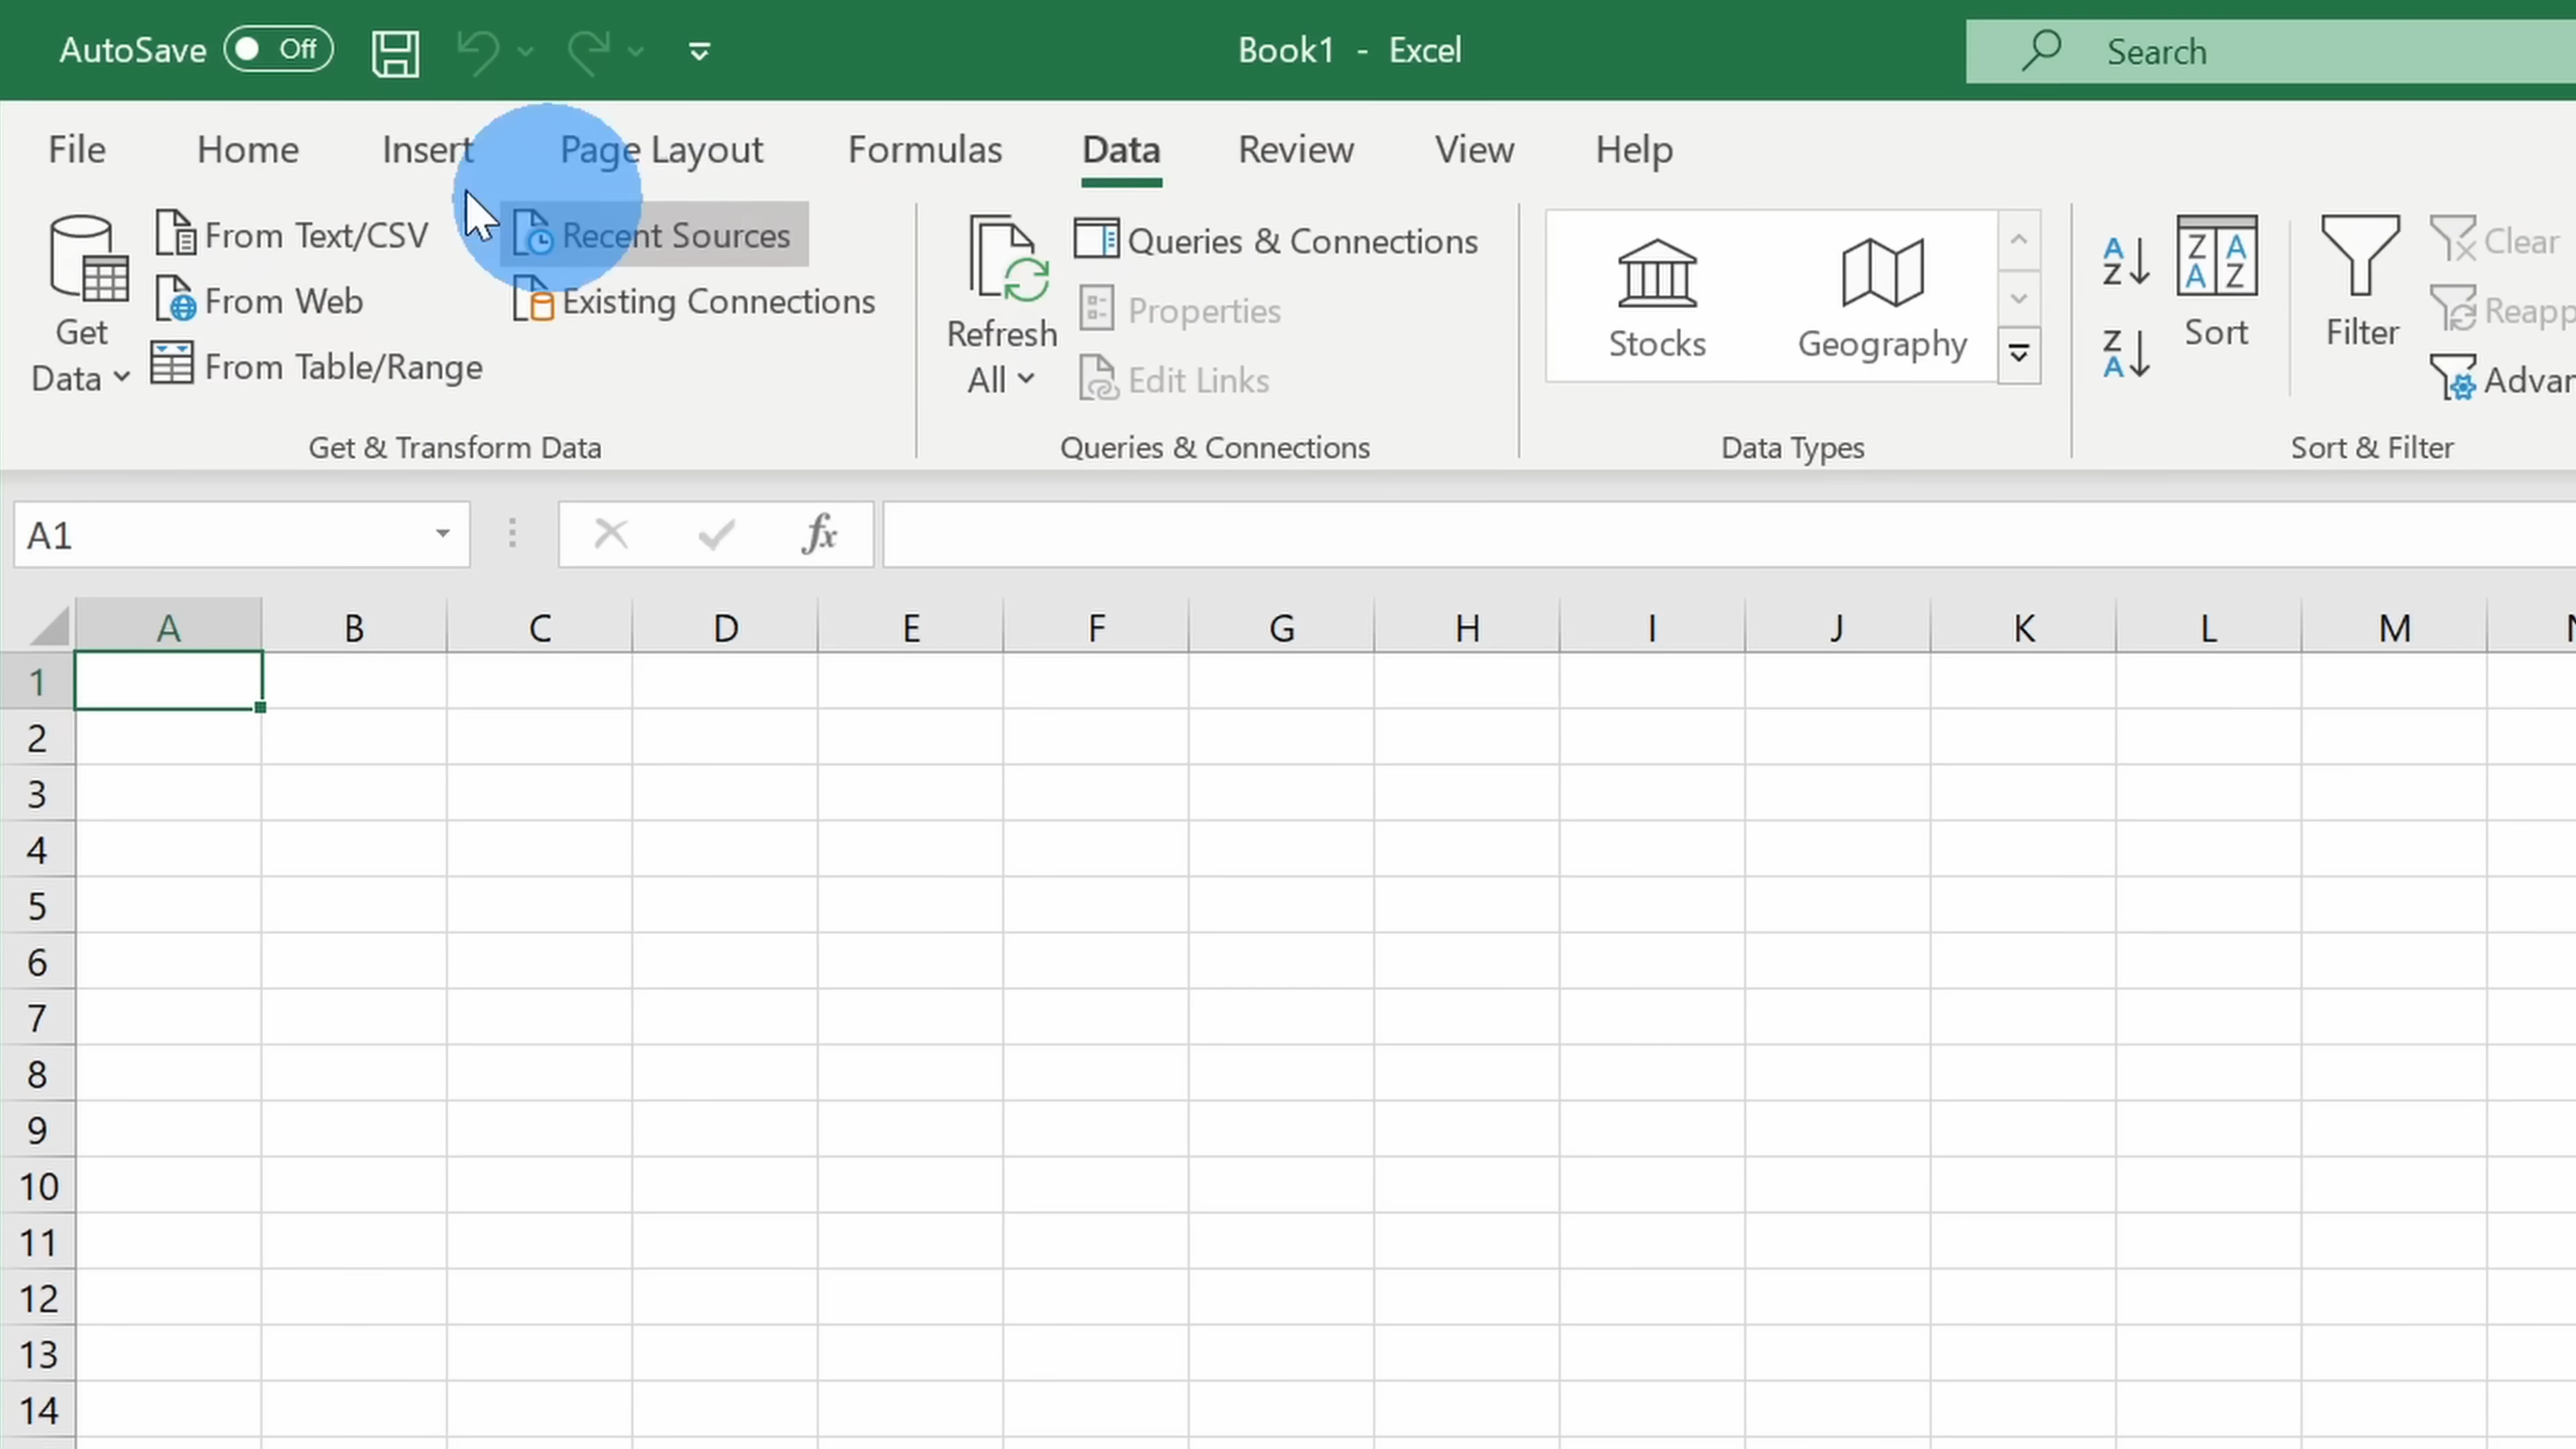 AutoSave Off Book1 - Excel Search
File Home Insert Page Layout Formulas Data Review View Help
Get Data
From Text/CSV
From Web
From Table/Range
Recent Sources
Existing Connections
Get & Transform Data
Refresh All
Queries & Connections
Properties
Edit Links
Queries & Connections
Stocks Geography
Data Types
A Z
Z A
Z A A Z
Sort
Filter
Clear
Sort & Filter
A1 fx
A B C D E F G H I J K L M
1
2
3
4
5
6
7
8
9
10
11
12
13
14